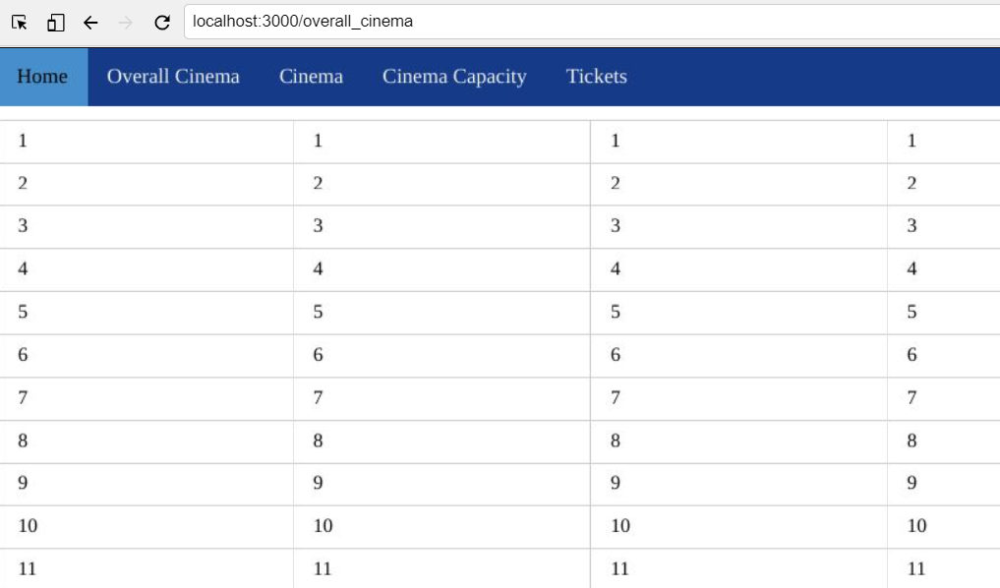 localhost:3000/overall_cinema
Home Overall Cinema Cinema Cinema Capacity Tickets
1 1 1 1
2 2 2 2
3 3 3 3
4 4 4 4
5 5 5 5
6 6 6 6
7 7 7 7
8 8 8 8
9 9 9 9
10 10 10 10
11 11 11 11